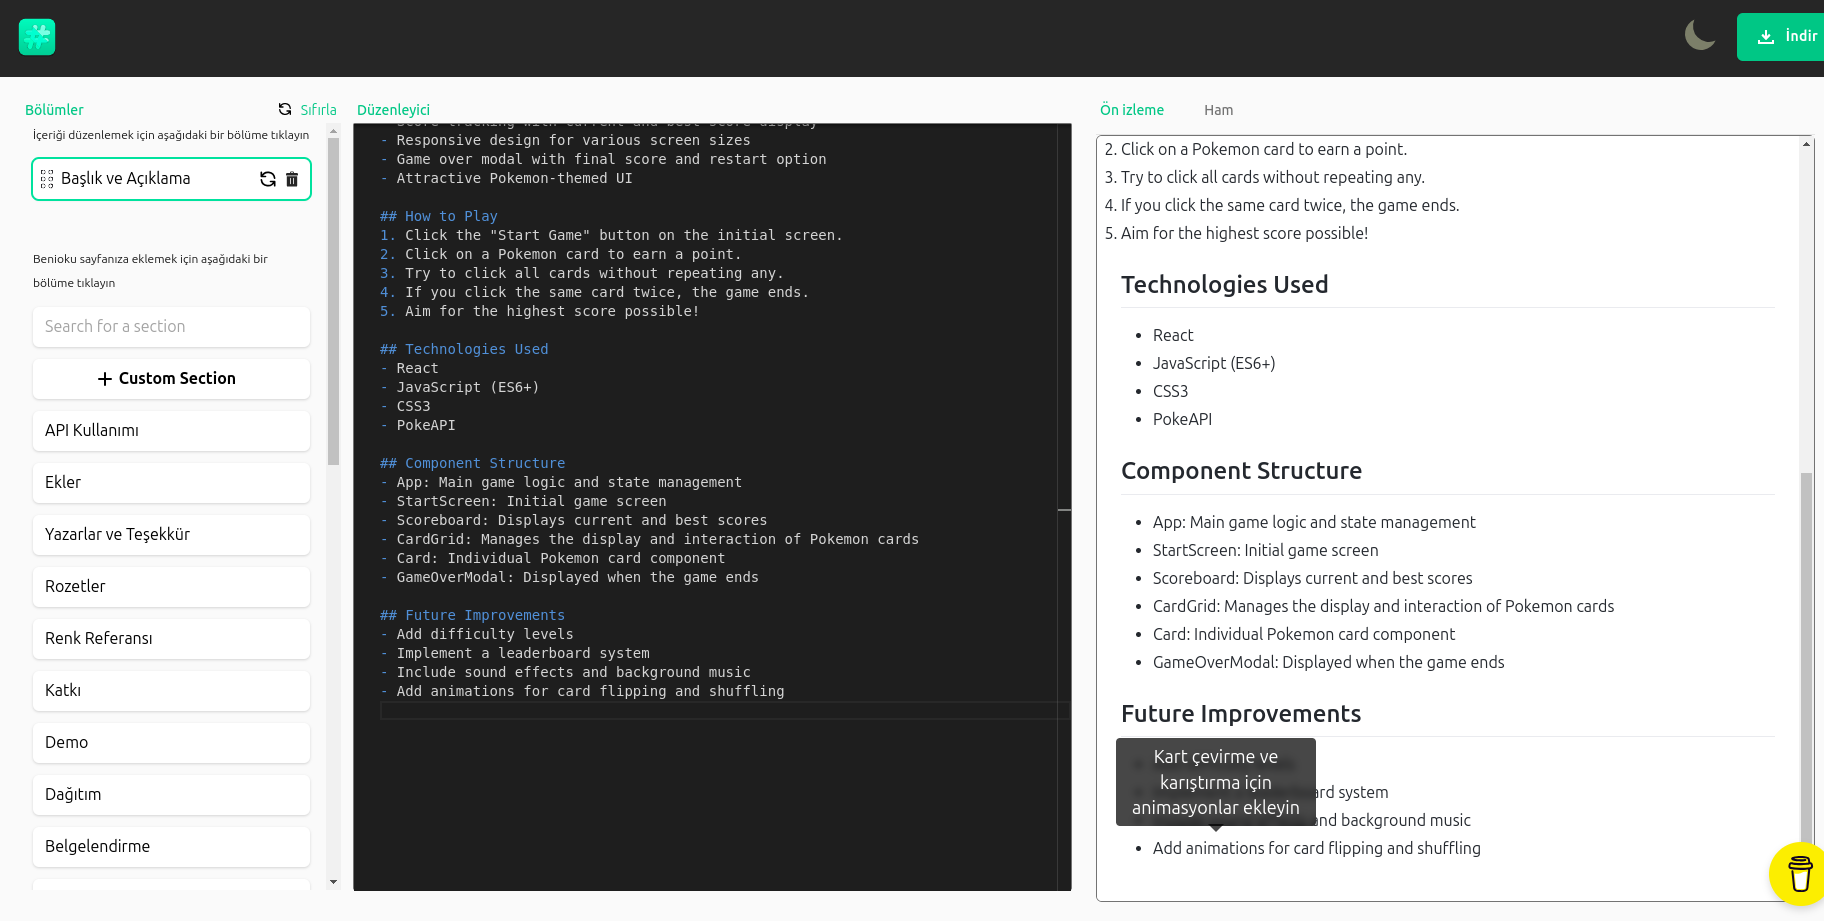 İndir
Bölümler
Sıfırla
İçeriği düzenlemek için aşağıdaki bir bölüme tıklayın
Başlık ve Açıklama
Benioku sayfanıza eklemek için aşağıdaki bir
bölüme tıklayın
Search for a section
+ Custom Section
API Kullanımı
Ekler
Yazarlar ve Teşekkür
Rozetler
Renk Referansı
Katkı
Demo
Dağıtım
Belgelendirme
Düzenleyici
- Score tracking with current and best score display
- Responsive design for various screen sizes
- Game over modal with final score and restart option
- Attractive Pokemon-themed UI
## How to Play
1. Click the "Start Game" button on the initial screen.
2. Click on a Pokemon card to earn a point.
3. Try to click all cards without repeating any.
4. If you click the same card twice, the game ends.
5. Aim for the highest score possible!
## Technologies Used
- React
- JavaScript (ES6+)
- CSS3
- PokeAPI
## Component Structure
- App: Main game logic and state management
- StartScreen: Initial game screen
- Scoreboard: Displays current and best scores
- CardGrid: Manages the display and interaction of Pokemon cards
- Card: Individual Pokemon card component
- GameOverModal: Displayed when the game ends
## Future Improvements
- Add difficulty levels
- Implement a leaderboard system
- Include sound effects and background music
- Add animations for card flipping and shuffling
Ön izleme
Ham
2. Click on a Pokemon card to earn a point.
3. Try to click all cards without repeating any.
4. If you click the same card twice, the game ends.
5. Aim for the highest score possible!
Technologies Used
• React
• JavaScript (ES6+)
• CSS3
• PokeAPI
Component Structure
• App: Main game logic and state management
• StartScreen: Initial game screen
• Scoreboard: Displays current and best scores
• CardGrid: Manages the display and interaction of Pokemon cards
• Card: Individual Pokemon card component
• GameOverModal: Displayed when the game ends
Future Improvements
Kart çevirme ve
karıştırma için
animasyonlar ekleyin
system
and background music
• Add animations for card flipping and shuffling